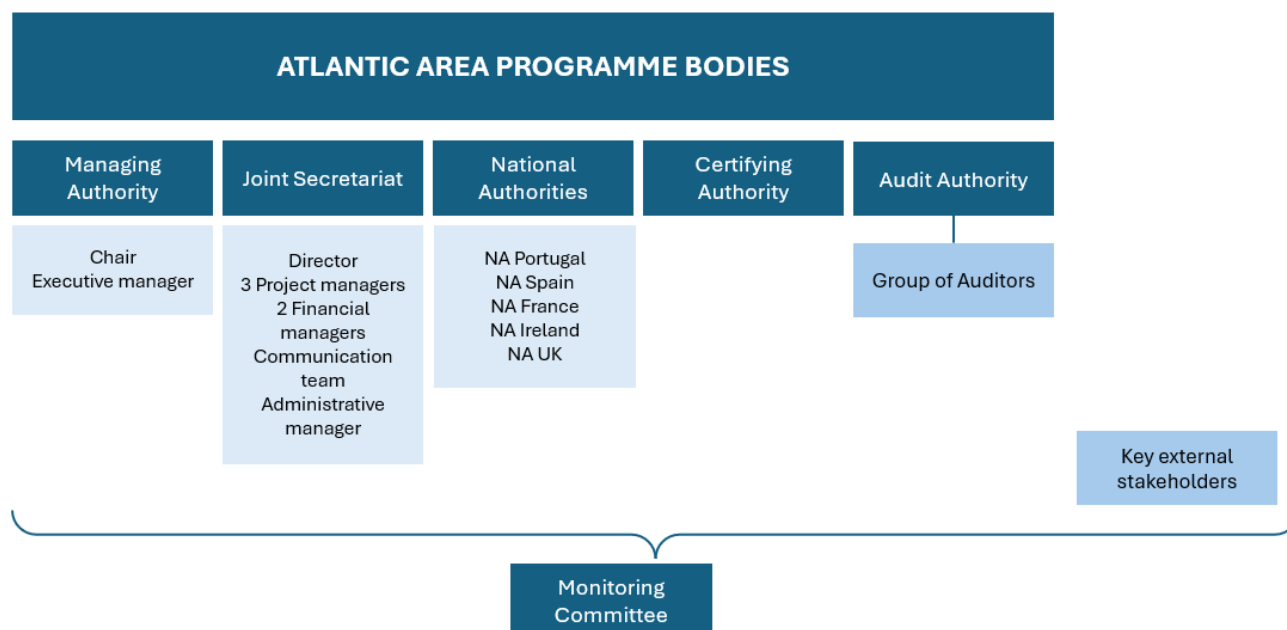 ATLANTIC AREA PROGRAMME BODIES
Managing
Authority
Joint Secretariat
National
Authorities
Certifying
Authority
Audit Authority
Chair
Executive manager
Director
3 Project managers
2 Financial
managers
Communication
team
Administrative
manager
NA Portugal
NA Spain
NA France
NA Ireland
NA UK
Group of Auditors
Key external
stakeholders
Monitoring
Committee